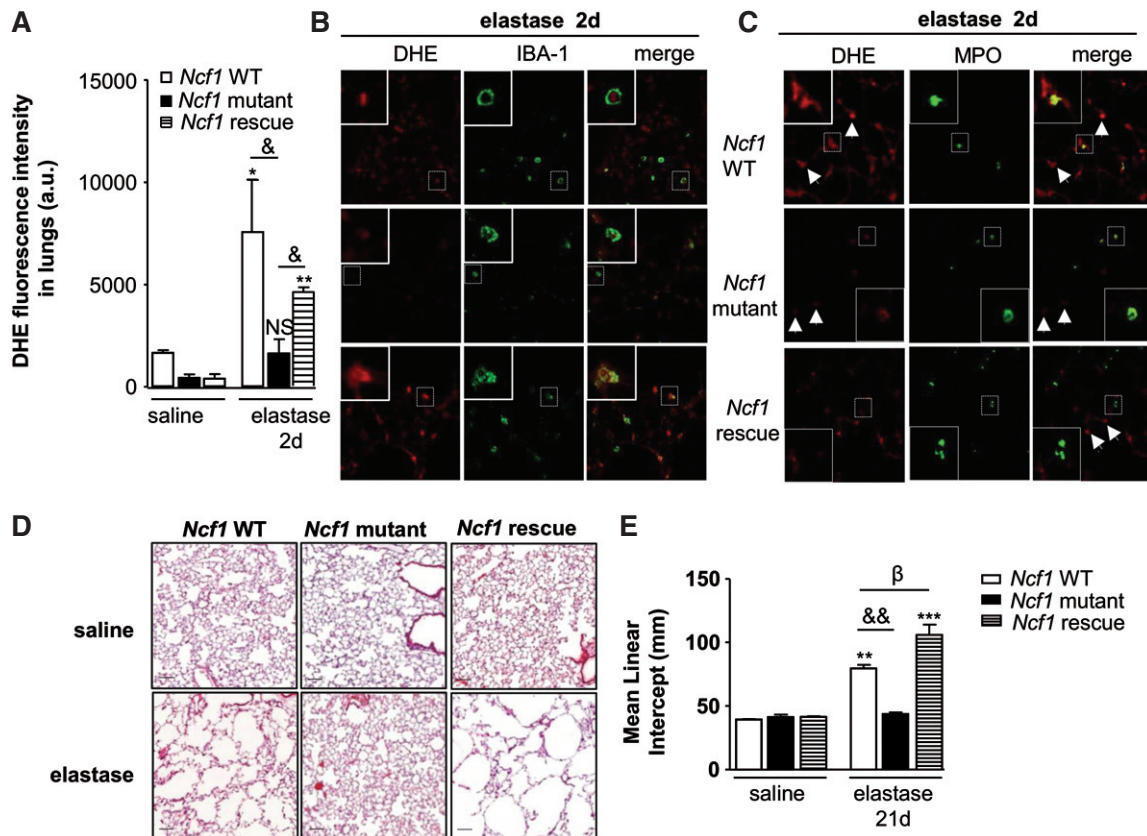 A
DHE fluorescence intensity
in lungs (a.u.)
15000
10000
5000
0
Ncf1 WT
Ncf1 mutant
Ncf1 rescue
&
*
&
**
NS
saline
elastase
2d
B
elastase 2d
DHE IBA-1 merge
C
elastase 2d
DHE MPO merge
Ncf1
WT
Ncf1
mutant
Ncf1
rescue
D
Ncf1 WT Ncf1 mutant Ncf1 rescue
saline
elastase
E
Mean Linear
Intercept (mm)
150
100
50
0
β
&&
***
**
Ncf1 WT
Ncf1 mutant
Ncf1 rescue
saline
elastase
21d